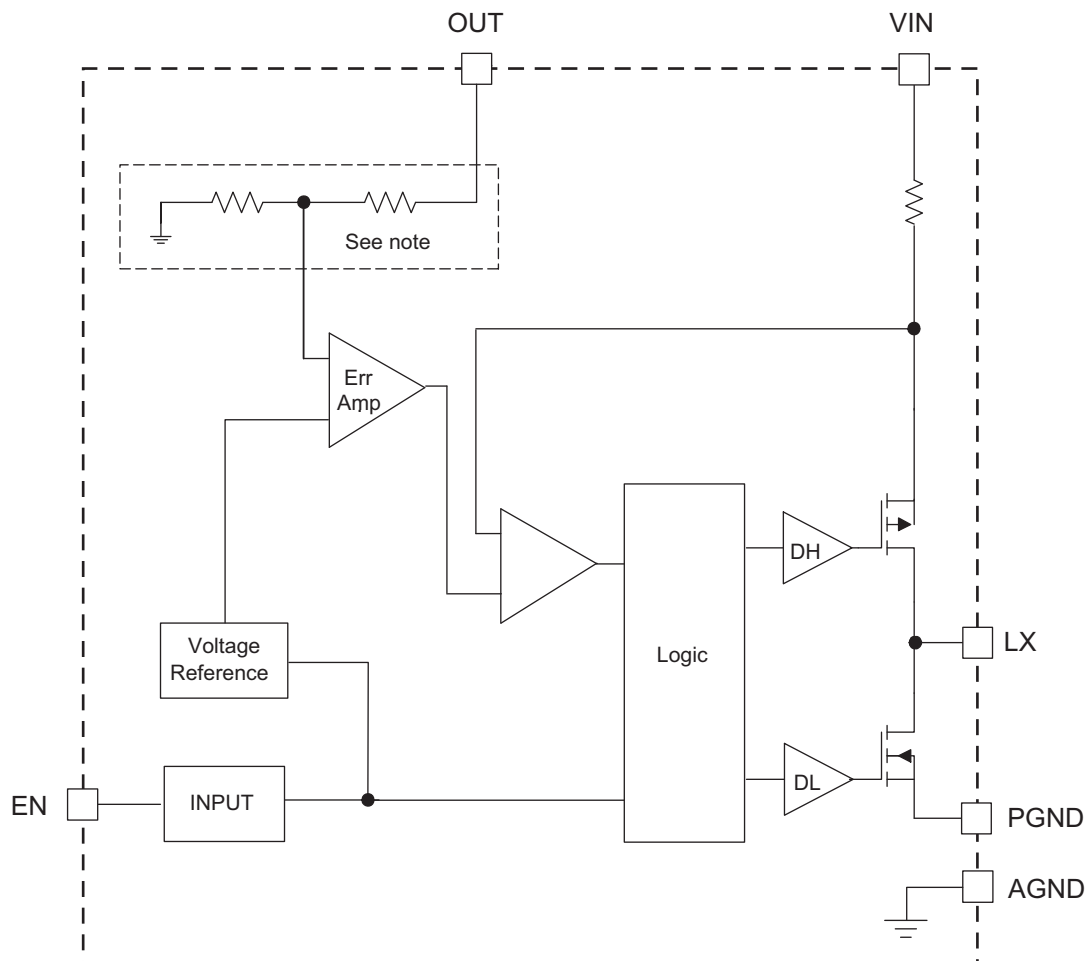 OUT
VIN
See note
Err
Amp
DH
Voltage
Reference
Logic
LX
EN
INPUT
DL
PGND
AGND